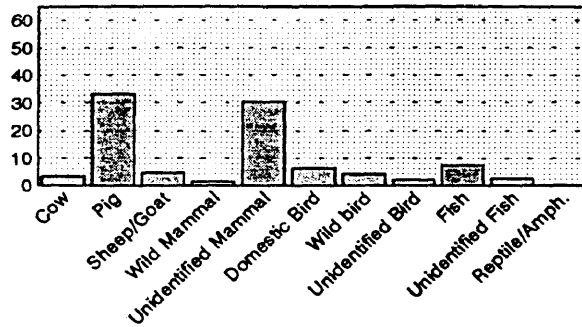 60
50
40
30
20
10
0
Cow
Pig
Sheep/Goat
Wild Mammal
Unidentified Mammal
Domestic Bird
Wild bird
Unidentified Bird
Fish
Unidentified Fish
Reptile/Amph.